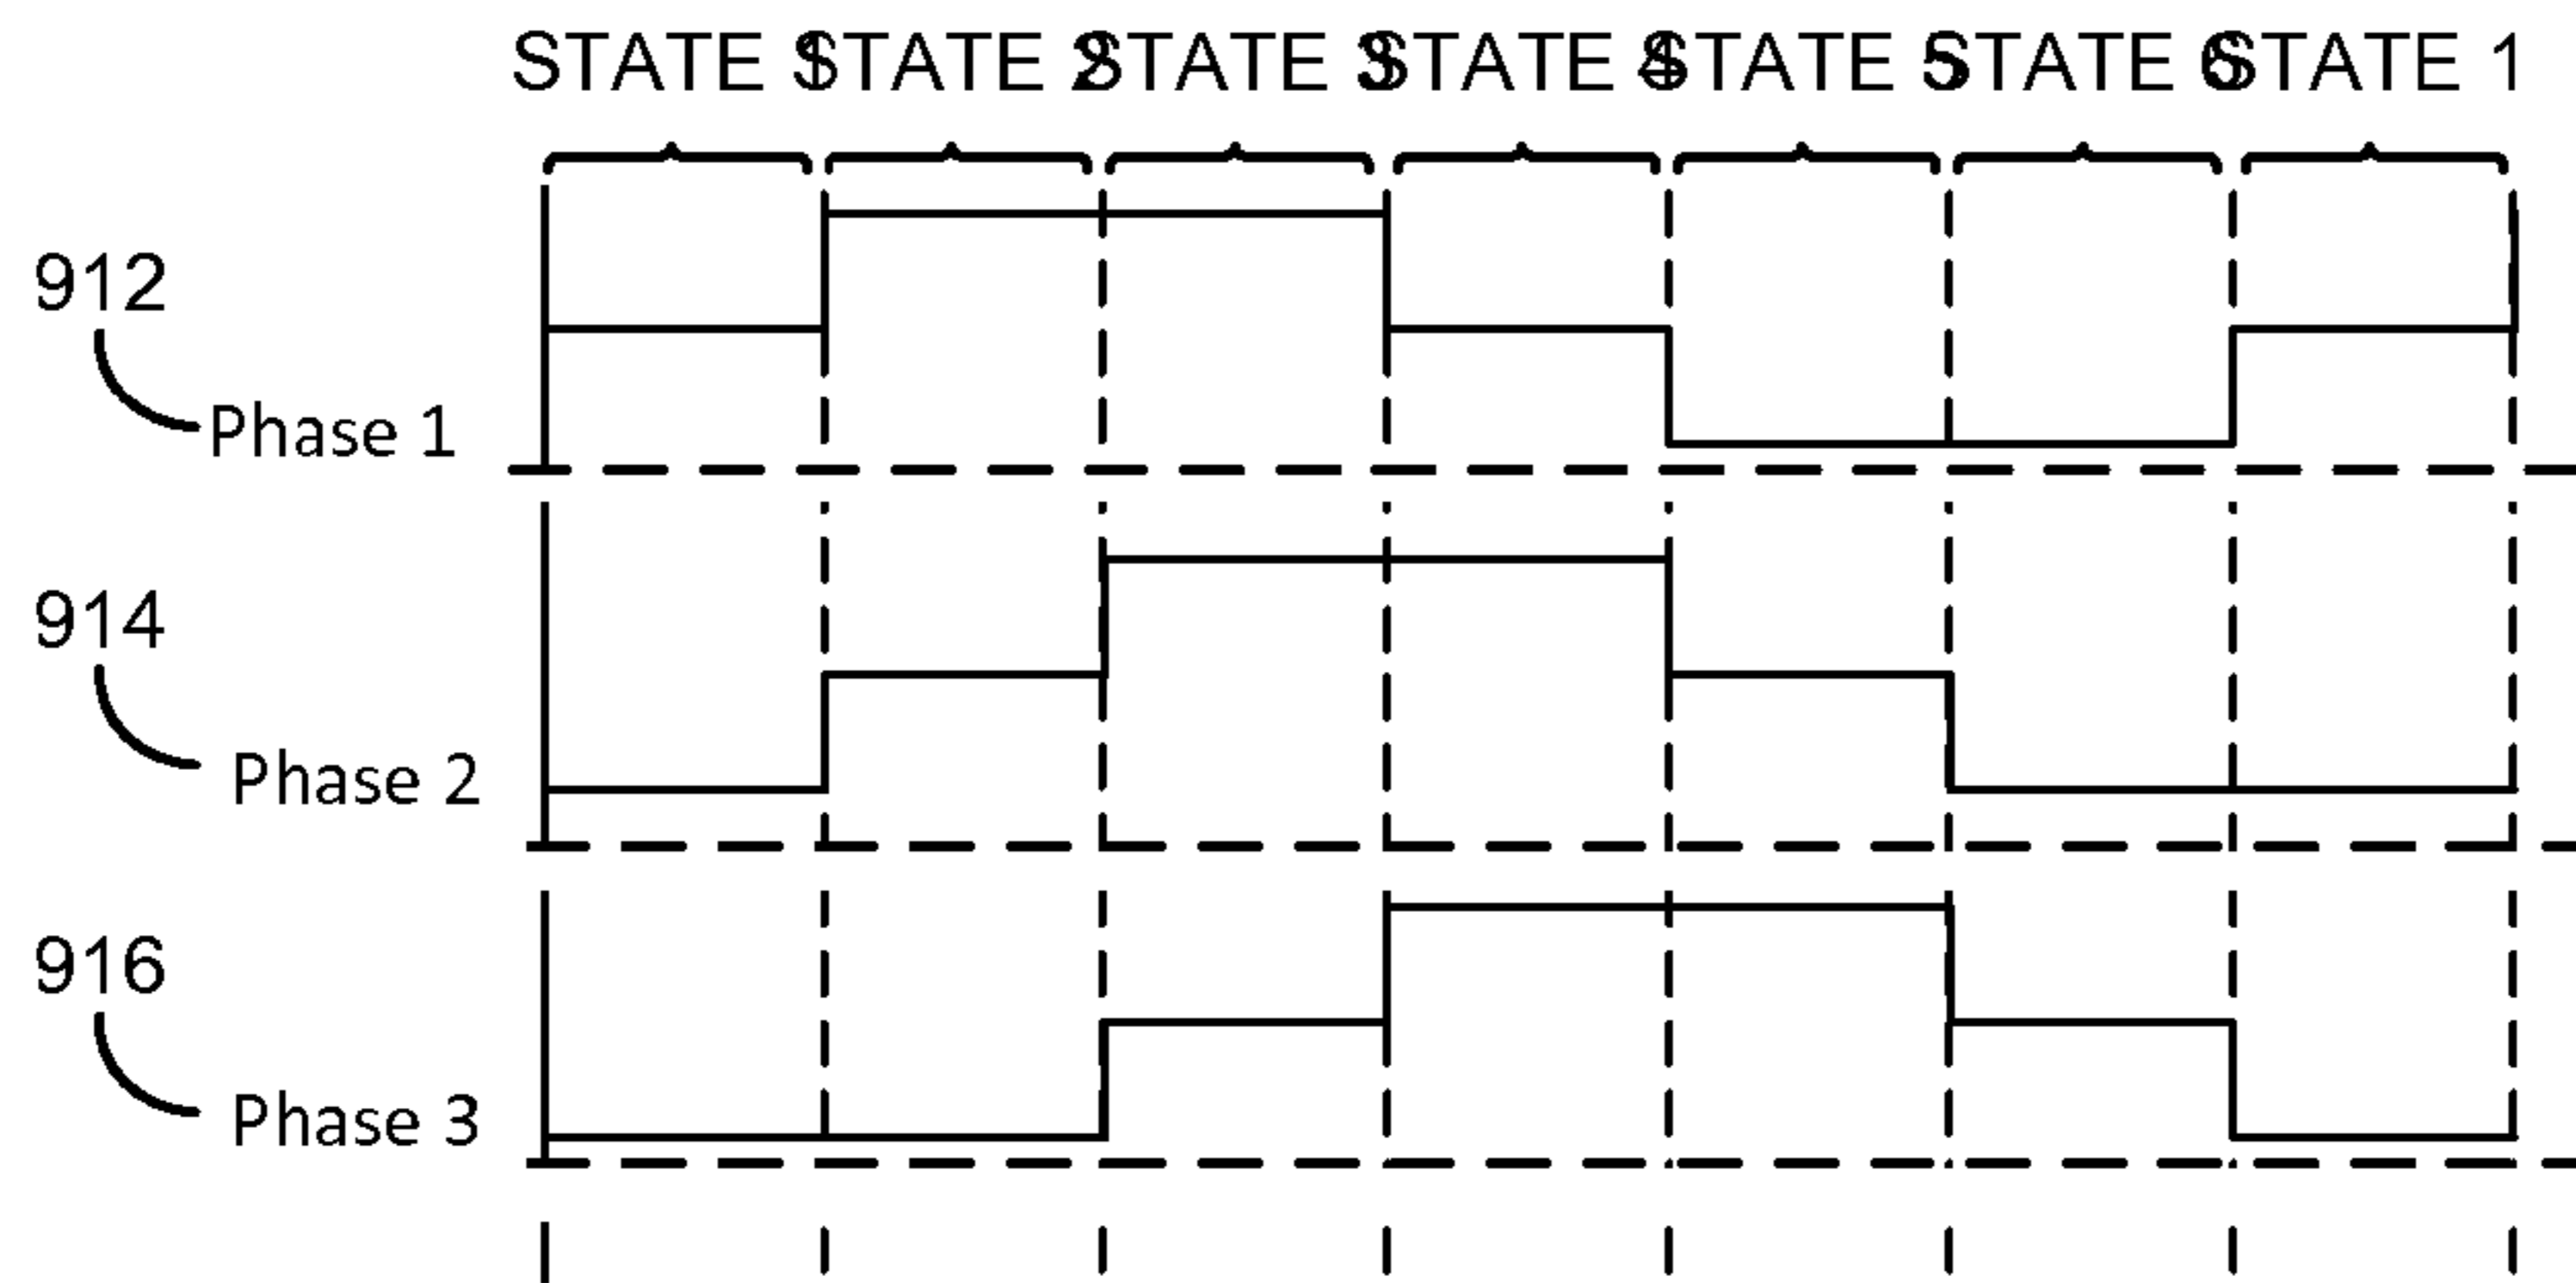 STATE 1 STATE 2 STATE 3 STATE 4 STATE 5 STATE 6 STATE 1
912
Phase 1
914
Phase 2
916
Phase 3